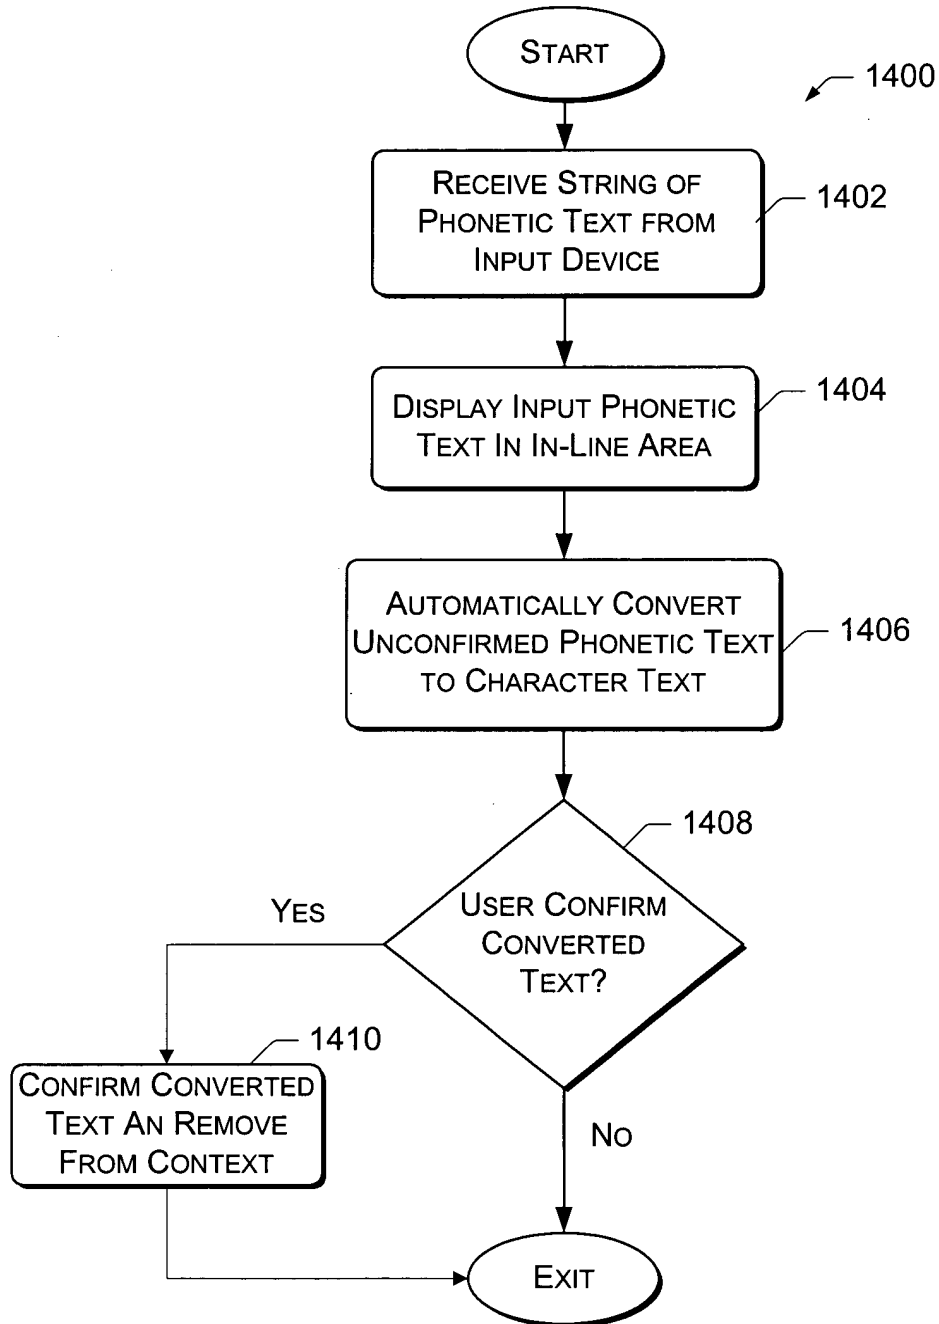 START
1400
RECEIVE STRING OF
PHONETIC TEXT FROM
INPUT DEVICE
1402
DISPLAY INPUT PHONETIC
TEXT IN IN-LINE AREA
1404
AUTOMATICALLY CONVERT
UNCONFIRMED PHONETIC TEXT
TO CHARACTER TEXT
1406
1408
USER CONFIRM
CONVERTED
TEXT?
YES
1410
CONFIRM CONVERTED
TEXT AN REMOVE
FROM CONTEXT
NO
EXIT